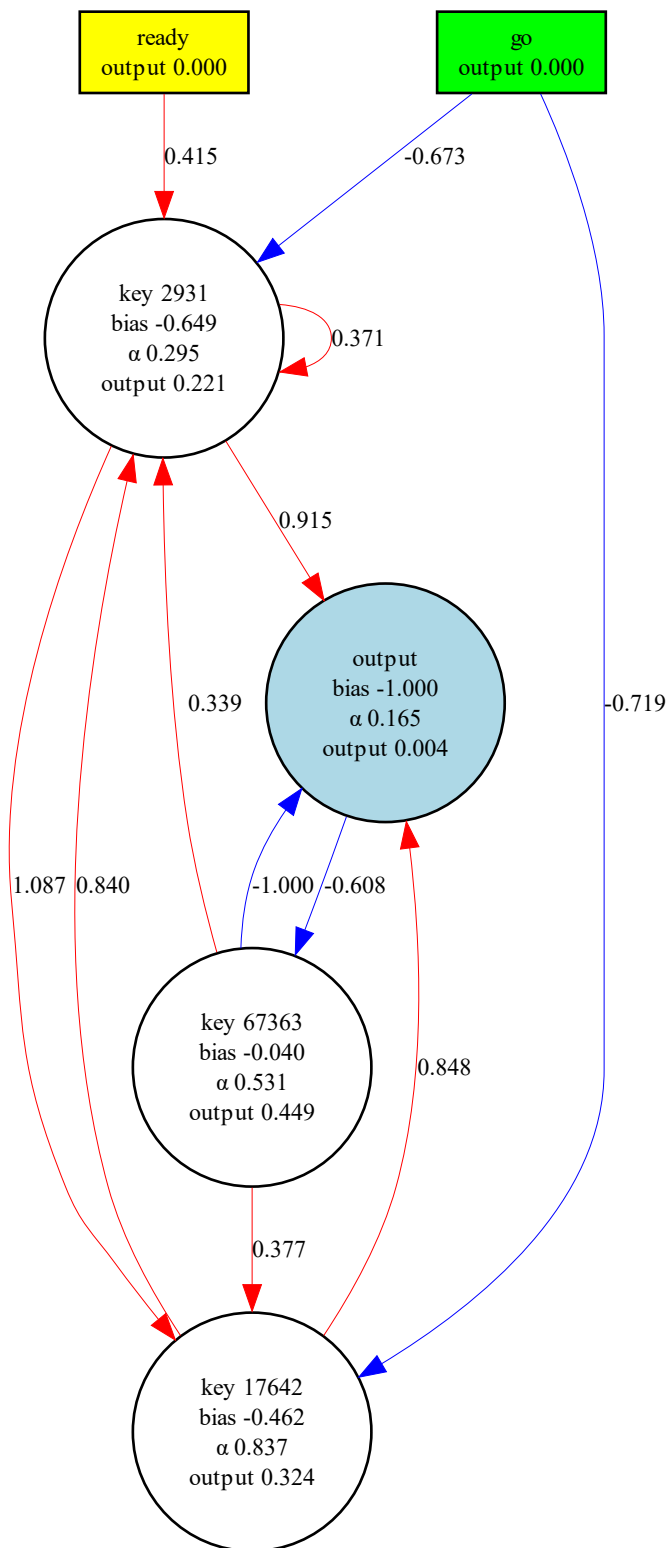 ready
output 0.000
go
output 0.000
0.415
-0.673
key 2931
bias -0.649
α 0.295
output 0.221
0.371
0.915
output
bias -1.000
α 0.165
output 0.004
0.339
-0.719
1.087
0.840
-1.000
-0.608
key 67363
bias -0.040
α 0.531
output 0.449
0.848
0.377
key 17642
bias -0.462
α 0.837
output 0.324